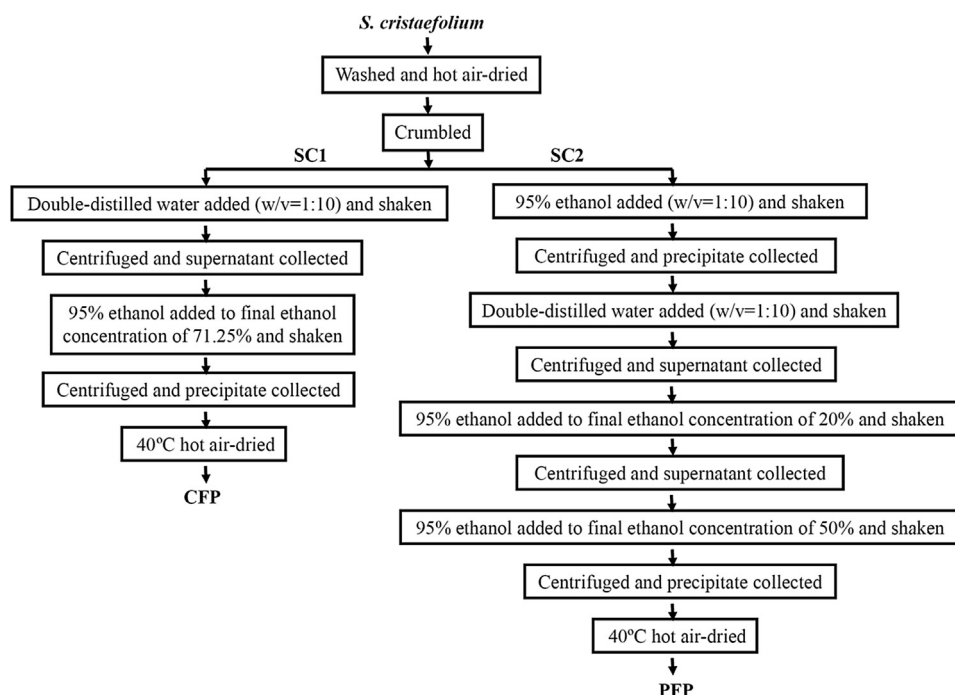 S. cristaefolium
Washed and hot air-dried
Crumbled
SC1
SC2
Double-distilled water added (w/v=1:10) and shaken
Centrifuged and supernatant collected
95% ethanol added to final ethanol
concentration of 71.25% and shaken
Centrifuged and precipitate collected
40ºC hot air-dried
CFP
95% ethanol added (w/v=1:10) and shaken
Centrifuged and precipitate collected
Double-distilled water added (w/v=1:10) and shaken
Centrifuged and supernatant collected
95% ethanol added to final ethanol concentration of 20% and shaken
Centrifuged and supernatant collected
95% ethanol added to final ethanol concentration of 50% and shaken
Centrifuged and precipitate collected
40ºC hot air-dried
PFP